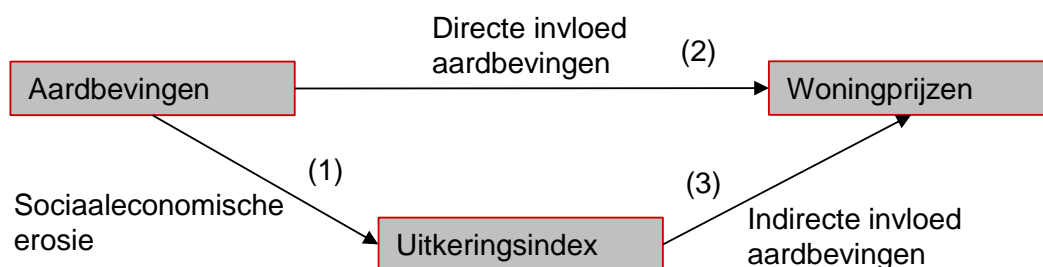 Directe invloed
aardbevingen
(2)
Aardbevingen
Woningprijzen
(1)
(3)
Sociaaleconomische
erosie
Uitkeringsindex
Indirecte invloed
aardbevingen